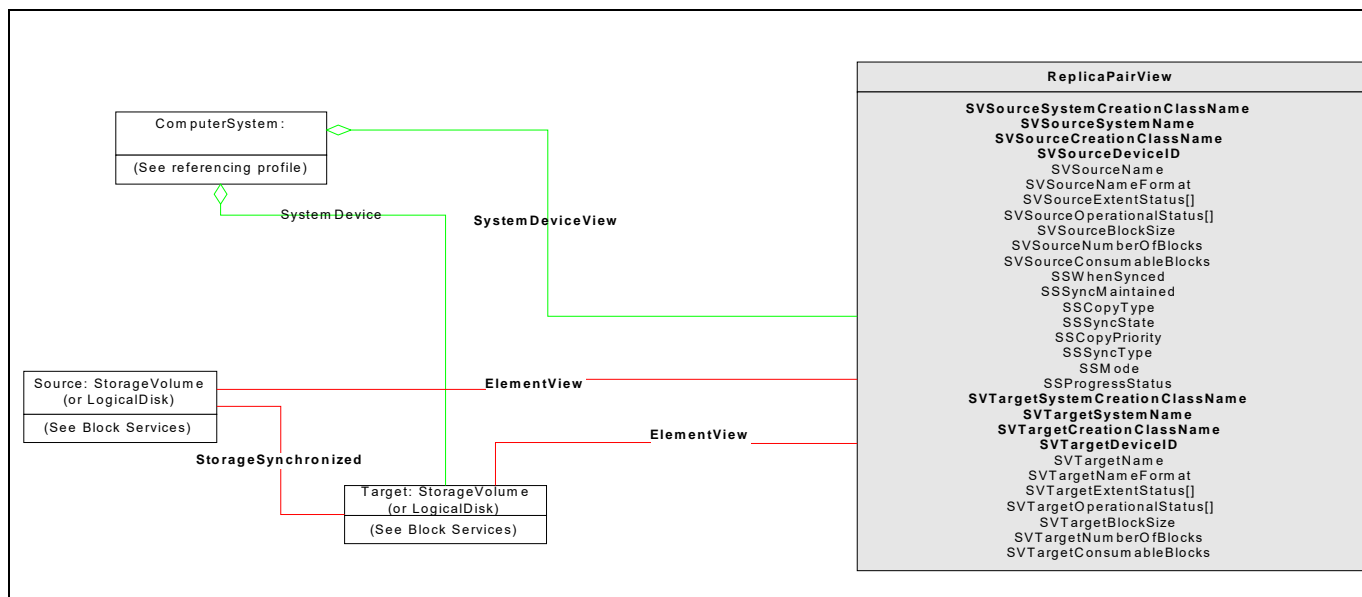 ComputerSystem:
(See referencing profile)
SystemDevice
SystemDeviceView
Source: StorageVolume
(or LogicalDisk)
(See Block Services)
ElementView
ElementView
StorageSynchronized
Target: StorageVolume
(or LogicalDisk)
(See Block Services)
ReplicaPairView
SVSourceSystemCreationClassName
SVSourceSystemName
SVSourceCreationClassName
SVSourceDeviceID
SVSourceName
SVSourceNameFormat
SVSourceExtentStatus[]
SVSourceOperationalStatus[]
SVSourceBlockSize
SVSourceNumberOfBlocks
SVSourceConsumableBlocks
SSWhenSynced
SSSyncMaintained
SSCopyType
SSSyncState
SSCopyPriority
SSSyncType
SSMode
SSProgressStatus
SVTargetSystemCreationClassName
SVTargetSystemName
SVTargetCreationClassName
SVTargetDeviceID
SVTargetName
SVTargetNameFormat
SVTargetExtentStatus[]
SVTargetOperationalStatus[]
SVTargetBlockSize
SVTargetNumberOfBlocks
SVTargetConsumableBlocks